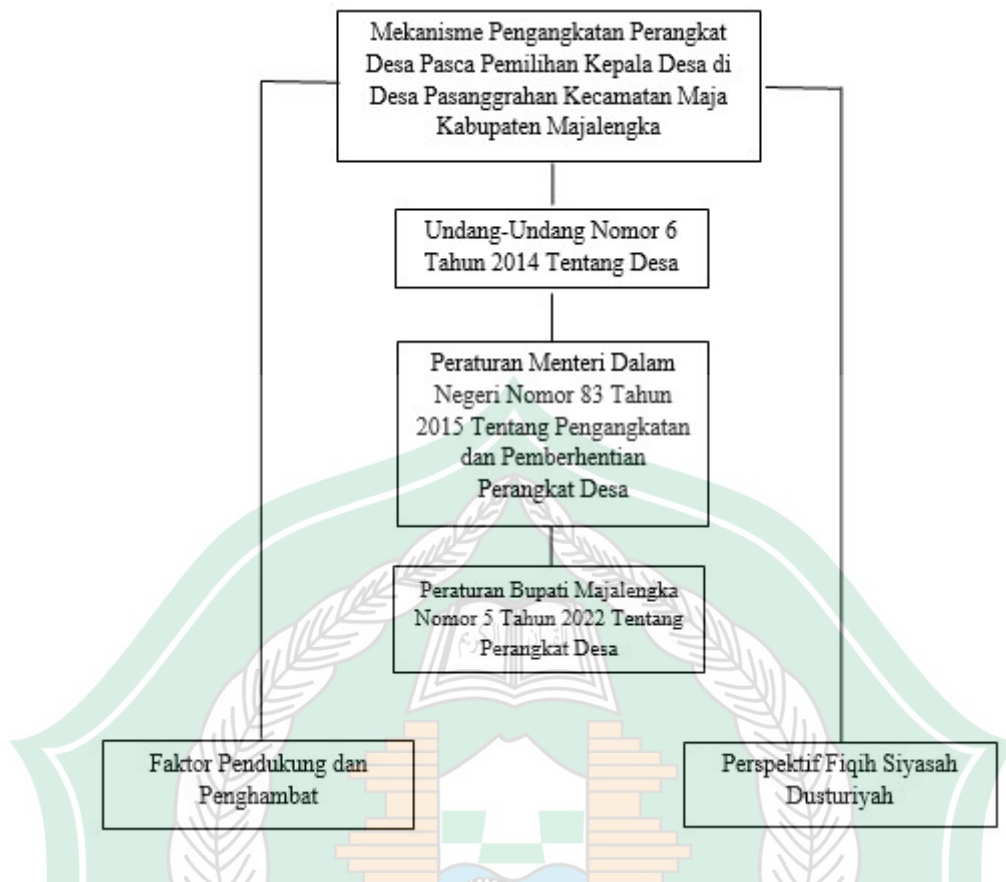 Mekanisme Pengangkatan Perangkat
Desa Pasca Pemilihan Kepala Desa di
Desa Pasanggrahan Kecamatan Maja
Kabupaten Majalengka
Undang-Undang Nomor 6
Tahun 2014 Tentang Desa
Peraturan Menteri Dalam
Negeri Nomor 83 Tahun
2015 Tentang Pengangkatan
dan Pemberhentian
Perangkat Desa
Peraturan Bupati Majalengka
Nomor 5 Tahun 2022 Tentang
Perangkat Desa
Faktor Pendukung dan
Penghambat
Perspektif Fiqih Siyasah
Dusturiyah